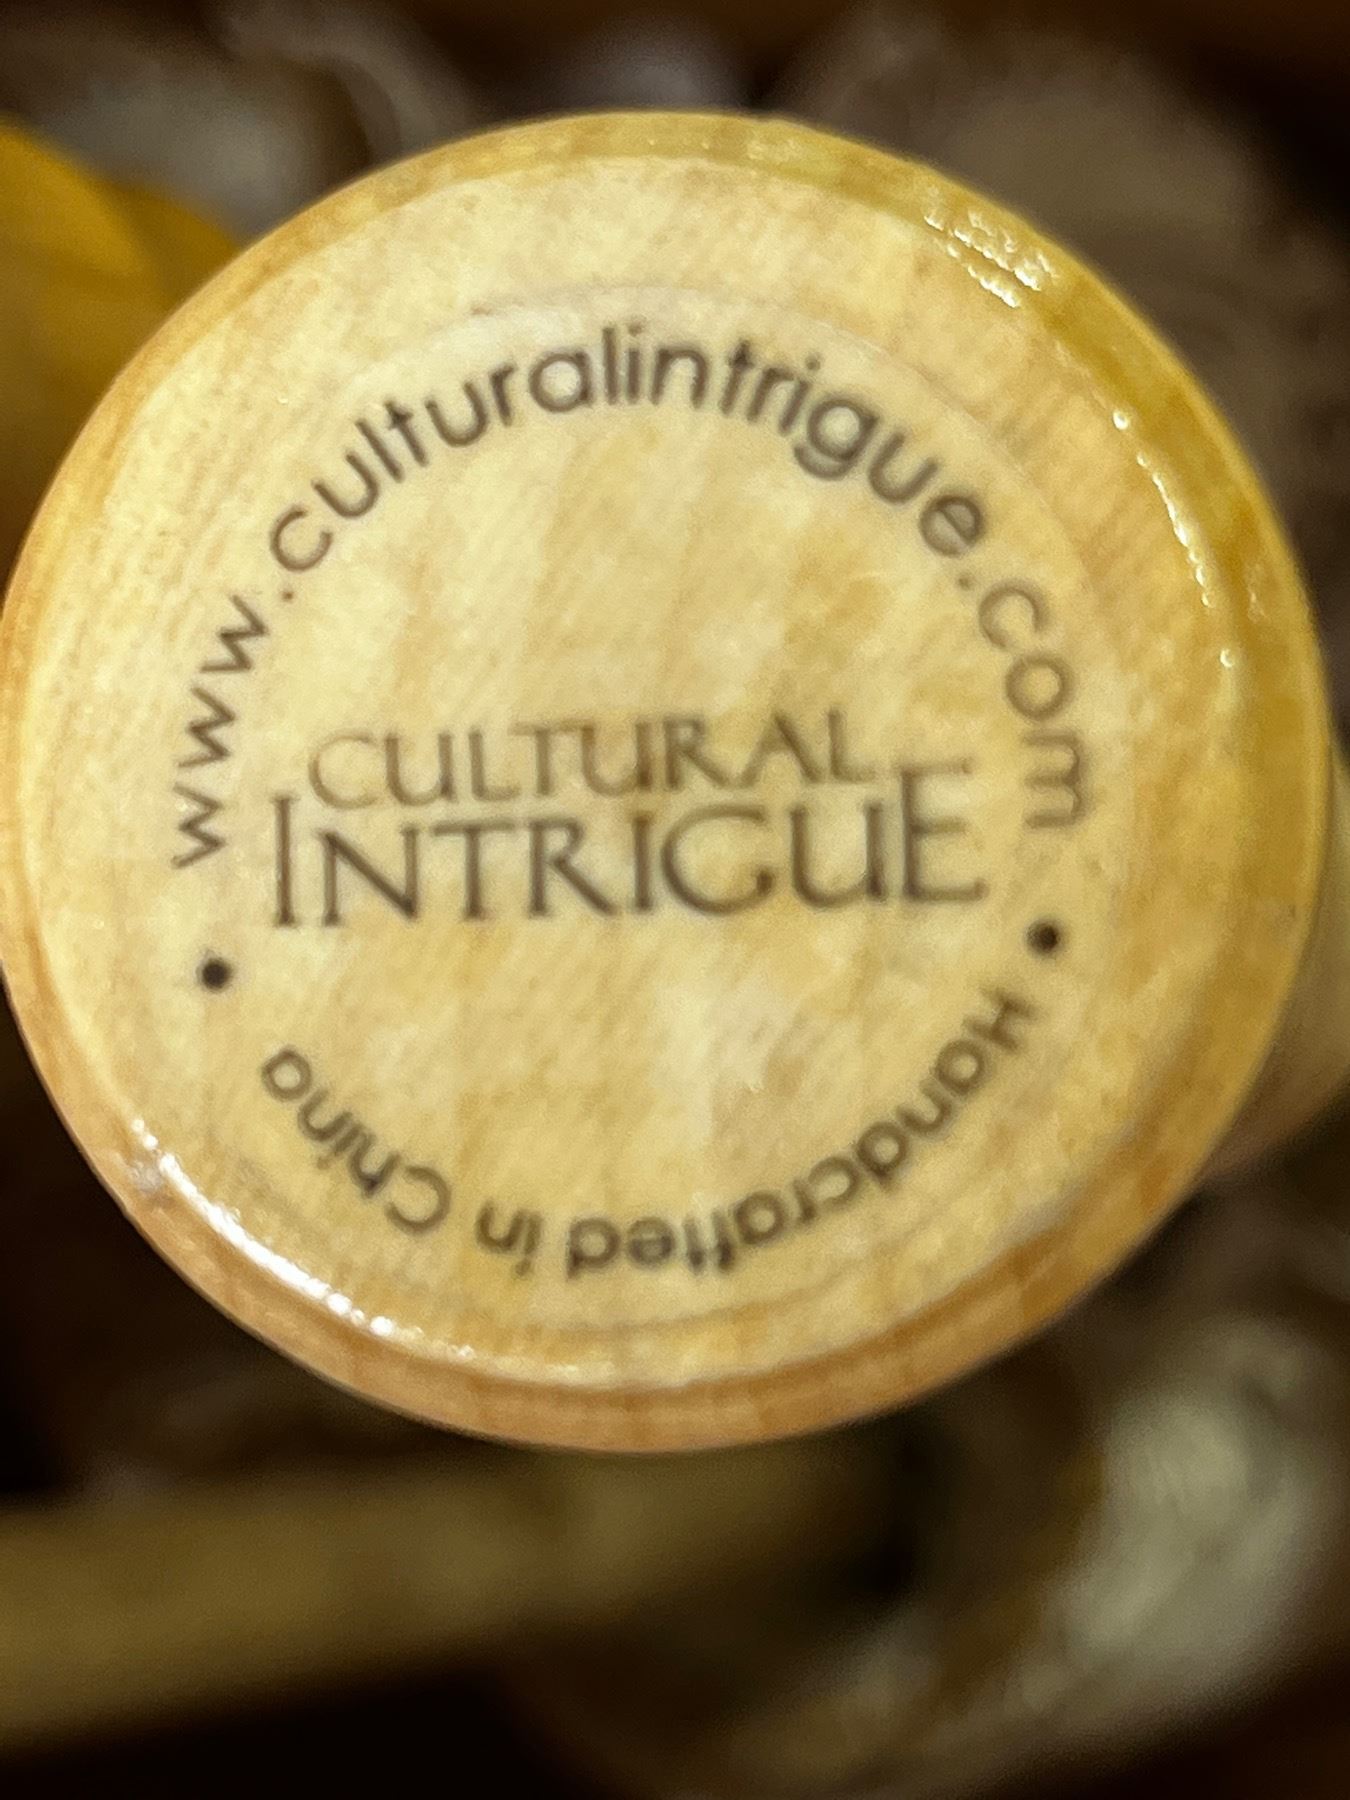 www.culturalintrigue.com
CULTURAL
INTRIGUE
• Handcrafted in China •